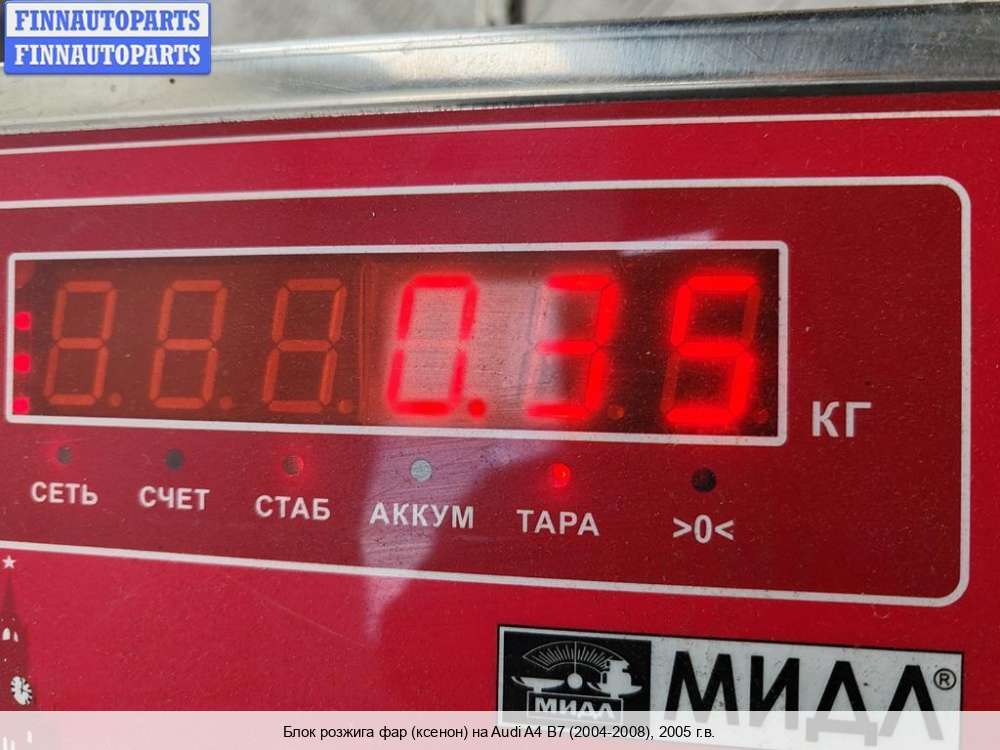 FINNAUTOPARTS
FINNAUTOPARTS
0.35
КГ
СЕТЬ СЧЕТ СТАБ АККУМ ТАРА >0<
МИДЛ МИДЛ®
Блок розжига фар (ксенон) на Audi A4 B7 (2004-2008), 2005 г.в.